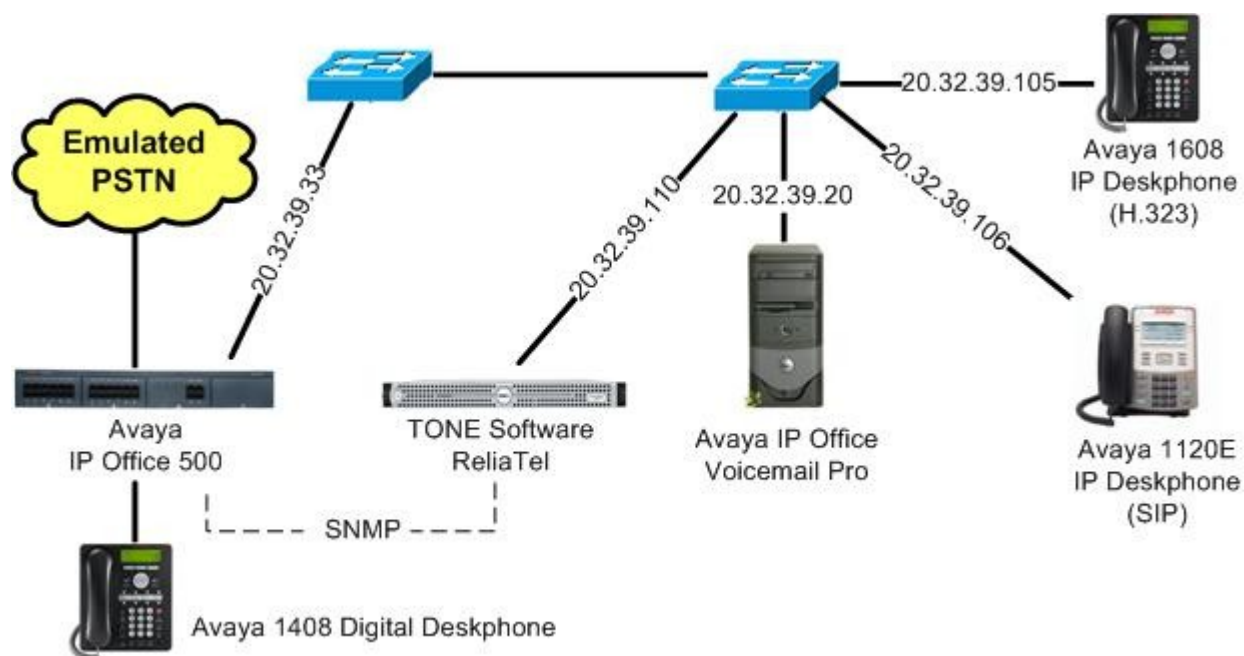 Emulated
PSTN
20.32.39.33
20.32.39.110
20.32.39.20
20.32.39.106
20.32.39.105
Avaya 1608
IP Deskphone
(H.323)
Avaya
IP Office 500
TONE Software
ReliaTel
Avaya IP Office
Voicemail Pro
Avaya 1120E
IP Deskphone
(SIP)
SNMP
Avaya 1408 Digital Deskphone